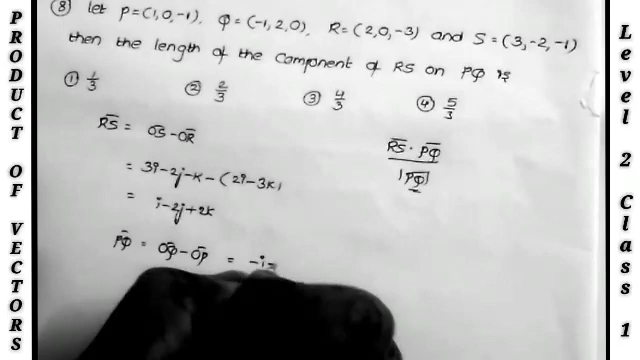 PRODUCT OF VECTORS
⑧ let P=(1,0,-1), Q=(-1,2,0), R=(2,0,-3) and S=(3,-2,-1)
then the length of the Component of RS on PQ is
① 1/3 ② 2/3 ③ 4/3 ④ 5/3
RS = OS-OR
= 3i-2j-k-(2i-3k)
= i-2j+2k
PQ = OQ-OP = -i-
RS . PQ
|PQ|
Level 2 Class 1